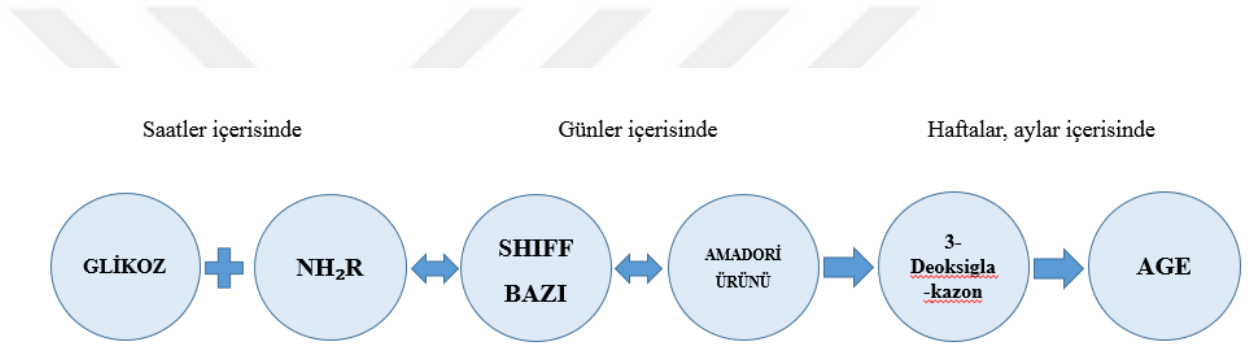 Saatler içerisinde
Günler içerisinde
Haftalar, aylar içerisinde
GLİKOZ
NH₂R
SHIFF
BAZI
AMADORİ
ÜRÜNÜ
3-
Deoksigla
-kazon
AGE